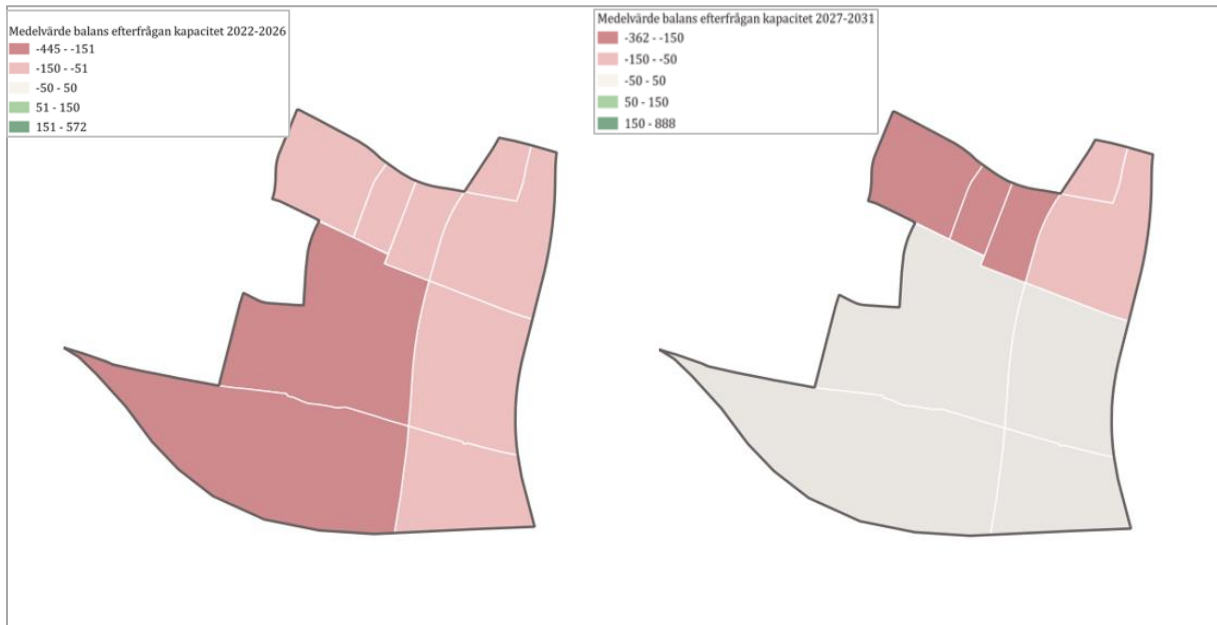 Medelvärde balans efterfrågan kapacitet 2022-2026
-445 - -151
-150 - -51
-50 - 50
51 - 150
151 - 572
Medelvärde balans efterfrågan kapacitet 2027-2031
-362 - -150
-150 - -50
-50 - 50
50 - 150
150 - 888